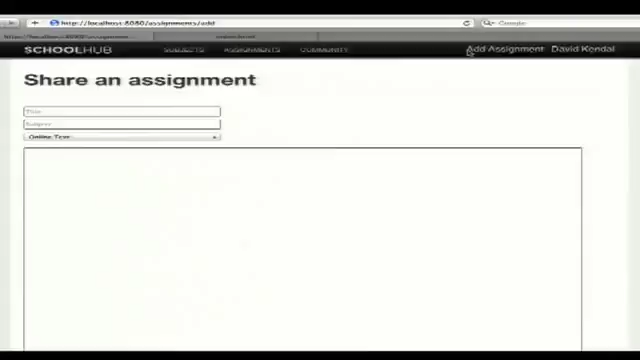 http://localhost:8080/assignments/add
Google
SCHOOLHUB SUBJECTS ASSIGNMENTS COMMUNITY Add Assignment David Kendal
Share an assignment
Title
Subject
Online Text